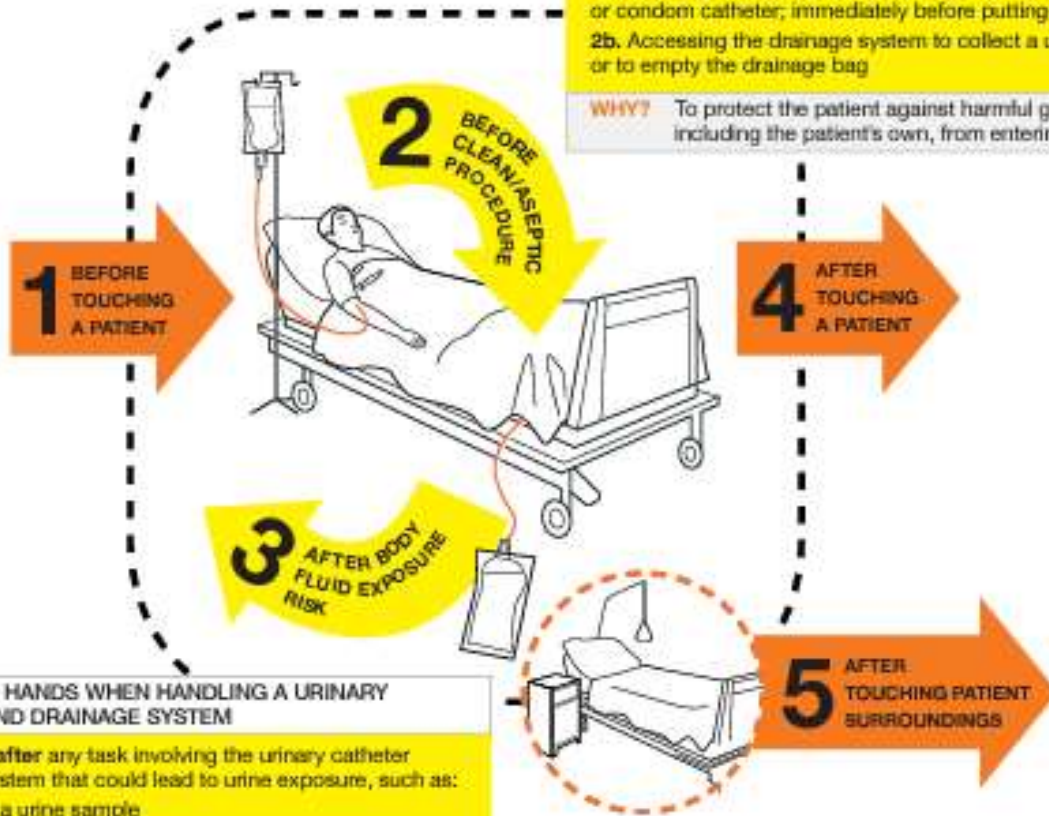 or condom catheter; immediately before putting
2b. Accessing the drainage system to collect a u
or to empty the drainage bag
WHY? To protect the patient against harmful g
including the patient's own, from enterin
2 BEFORE
CLEAN/ASEPTIC
PROCEDURE
1 BEFORE
TOUCHING
A PATIENT
4 AFTER
TOUCHING
A PATIENT
3 AFTER BODY
FLUID EXPOSURE
RISK
5 AFTER
TOUCHING PATIENT
SURROUNDINGS
HANDS WHEN HANDLING A URINARY
ND DRAINAGE SYSTEM
after any task involving the urinary catheter
stem that could lead to urine exposure, such as:
a urine sample